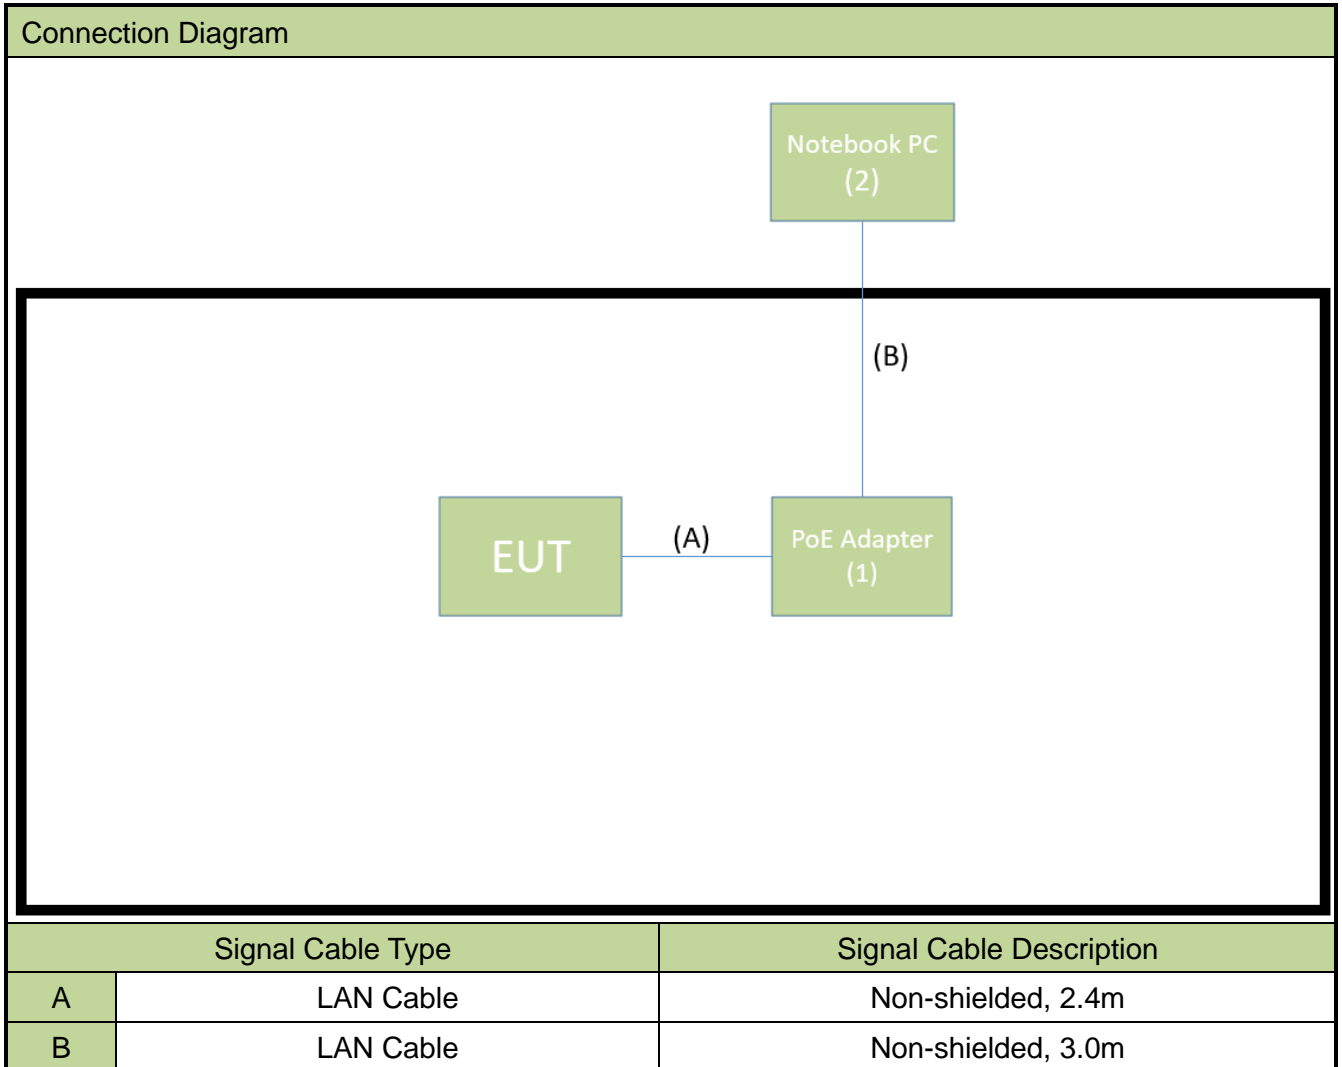 Connection Diagram
Notebook PC
(2)
(B)
EUT
(A)
PoE Adapter
(1)
Signal Cable Type Signal Cable Description
A LAN Cable Non-shielded, 2.4m
B LAN Cable Non-shielded, 3.0m